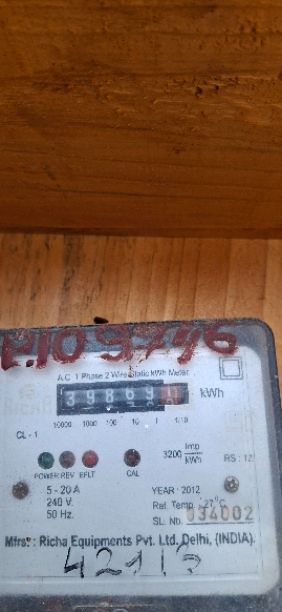 A.C. 1 Phase 2 Wire Static kWh Meter
39869 kWh
10000 1000 100 10 1 1/10
CL - 1
3200 Imp/kWh
RS : 12
POWER REV EFLT CAL
5 - 20 A
240 V.
50 Hz.
YEAR : 2012
Ref. Temp. : 27°C
SL. No. 034002
Mfrs. : Richa Equipments Pvt. Ltd. Delhi, (INDIA).